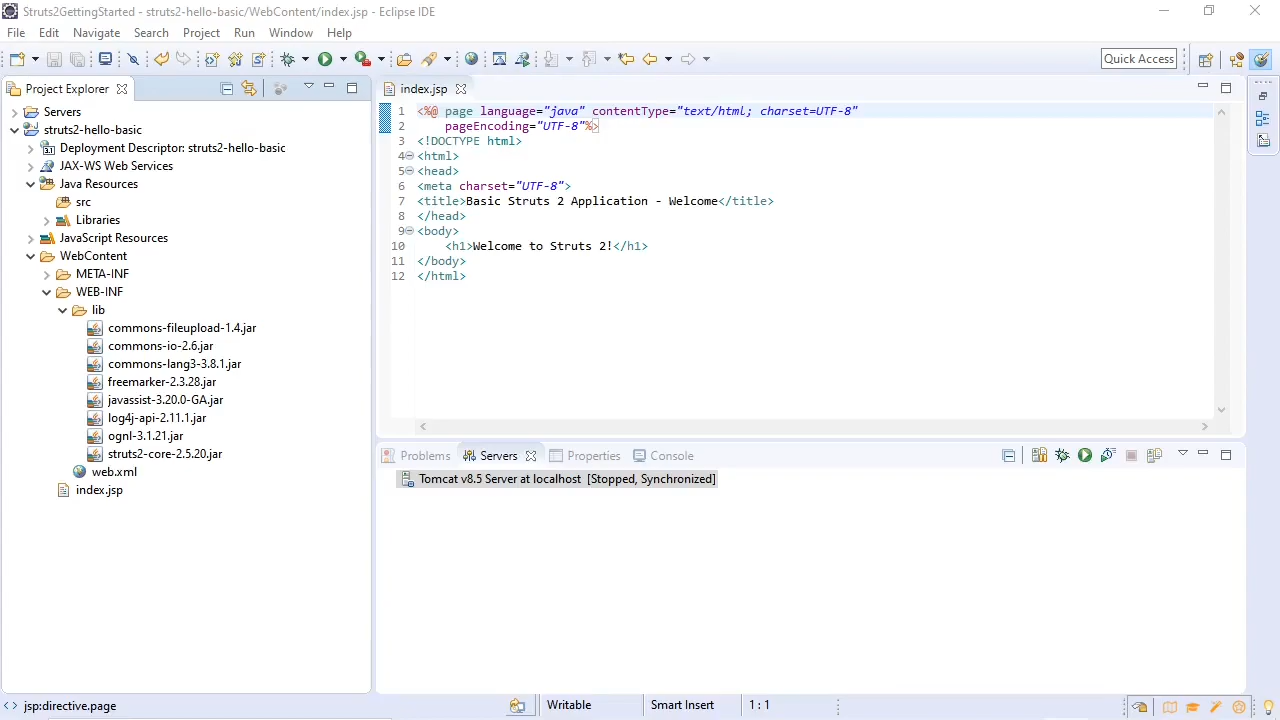 Struts2GettingStarted - struts2-hello-basic/WebContent/index.jsp - Eclipse IDE
File Edit Navigate Search Project Run Window Help
Quick Access
Project Explorer
Servers
struts2-hello-basic
Deployment Descriptor: struts2-hello-basic
JAX-WS Web Services
Java Resources
src
Libraries
JavaScript Resources
WebContent
META-INF
WEB-INF
lib
commons-fileupload-1.4.jar
commons-io-2.6.jar
commons-lang3-3.8.1.jar
freemarker-2.3.28.jar
javassist-3.20.0-GA.jar
log4j-api-2.11.1.jar
ognl-3.1.21.jar
struts2-core-2.5.20.jar
web.xml
index.jsp
index.jsp
1 <%@ page language="java" contentType="text/html; charset=UTF-8"
2 pageEncoding="UTF-8"%>
3 <!DOCTYPE html>
4 <html>
5 <head>
6 <meta charset="UTF-8">
7 <title>Basic Struts 2 Application - Welcome</title>
8 </head>
9 <body>
10 <h1>Welcome to Struts 2!</h1>
11 </body>
12 </html>
Problems Servers Properties Console
Tomcat v8.5 Server at localhost [Stopped, Synchronized]
jsp:directive.page Writable Smart Insert 1 : 1